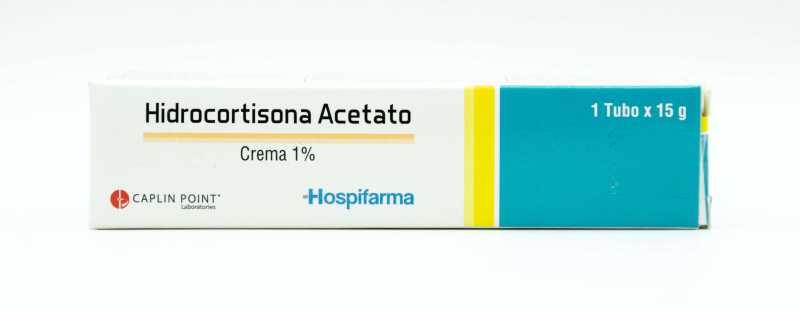 Hidrocortisona Acetato
Crema 1%
CAPLIN POINT
Laboratories
Hospifarma
1 Tubo x 15 g